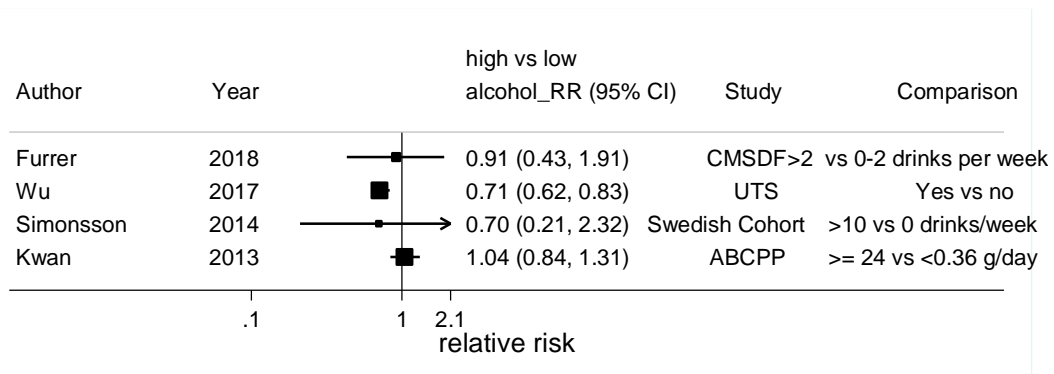 high vs low
Author Year alcohol_RR (95% CI) Study Comparison
Furrer 2018 0.91 (0.43, 1.91) CMSDF>2 vs 0-2 drinks per week
Wu 2017 0.71 (0.62, 0.83) UTS Yes vs no
Simonsson 2014 0.70 (0.21, 2.32) Swedish Cohort >10 vs 0 drinks/week
Kwan 2013 1.04 (0.84, 1.31) ABCPP >= 24 vs <0.36 g/day
.1 1 2.1
relative risk